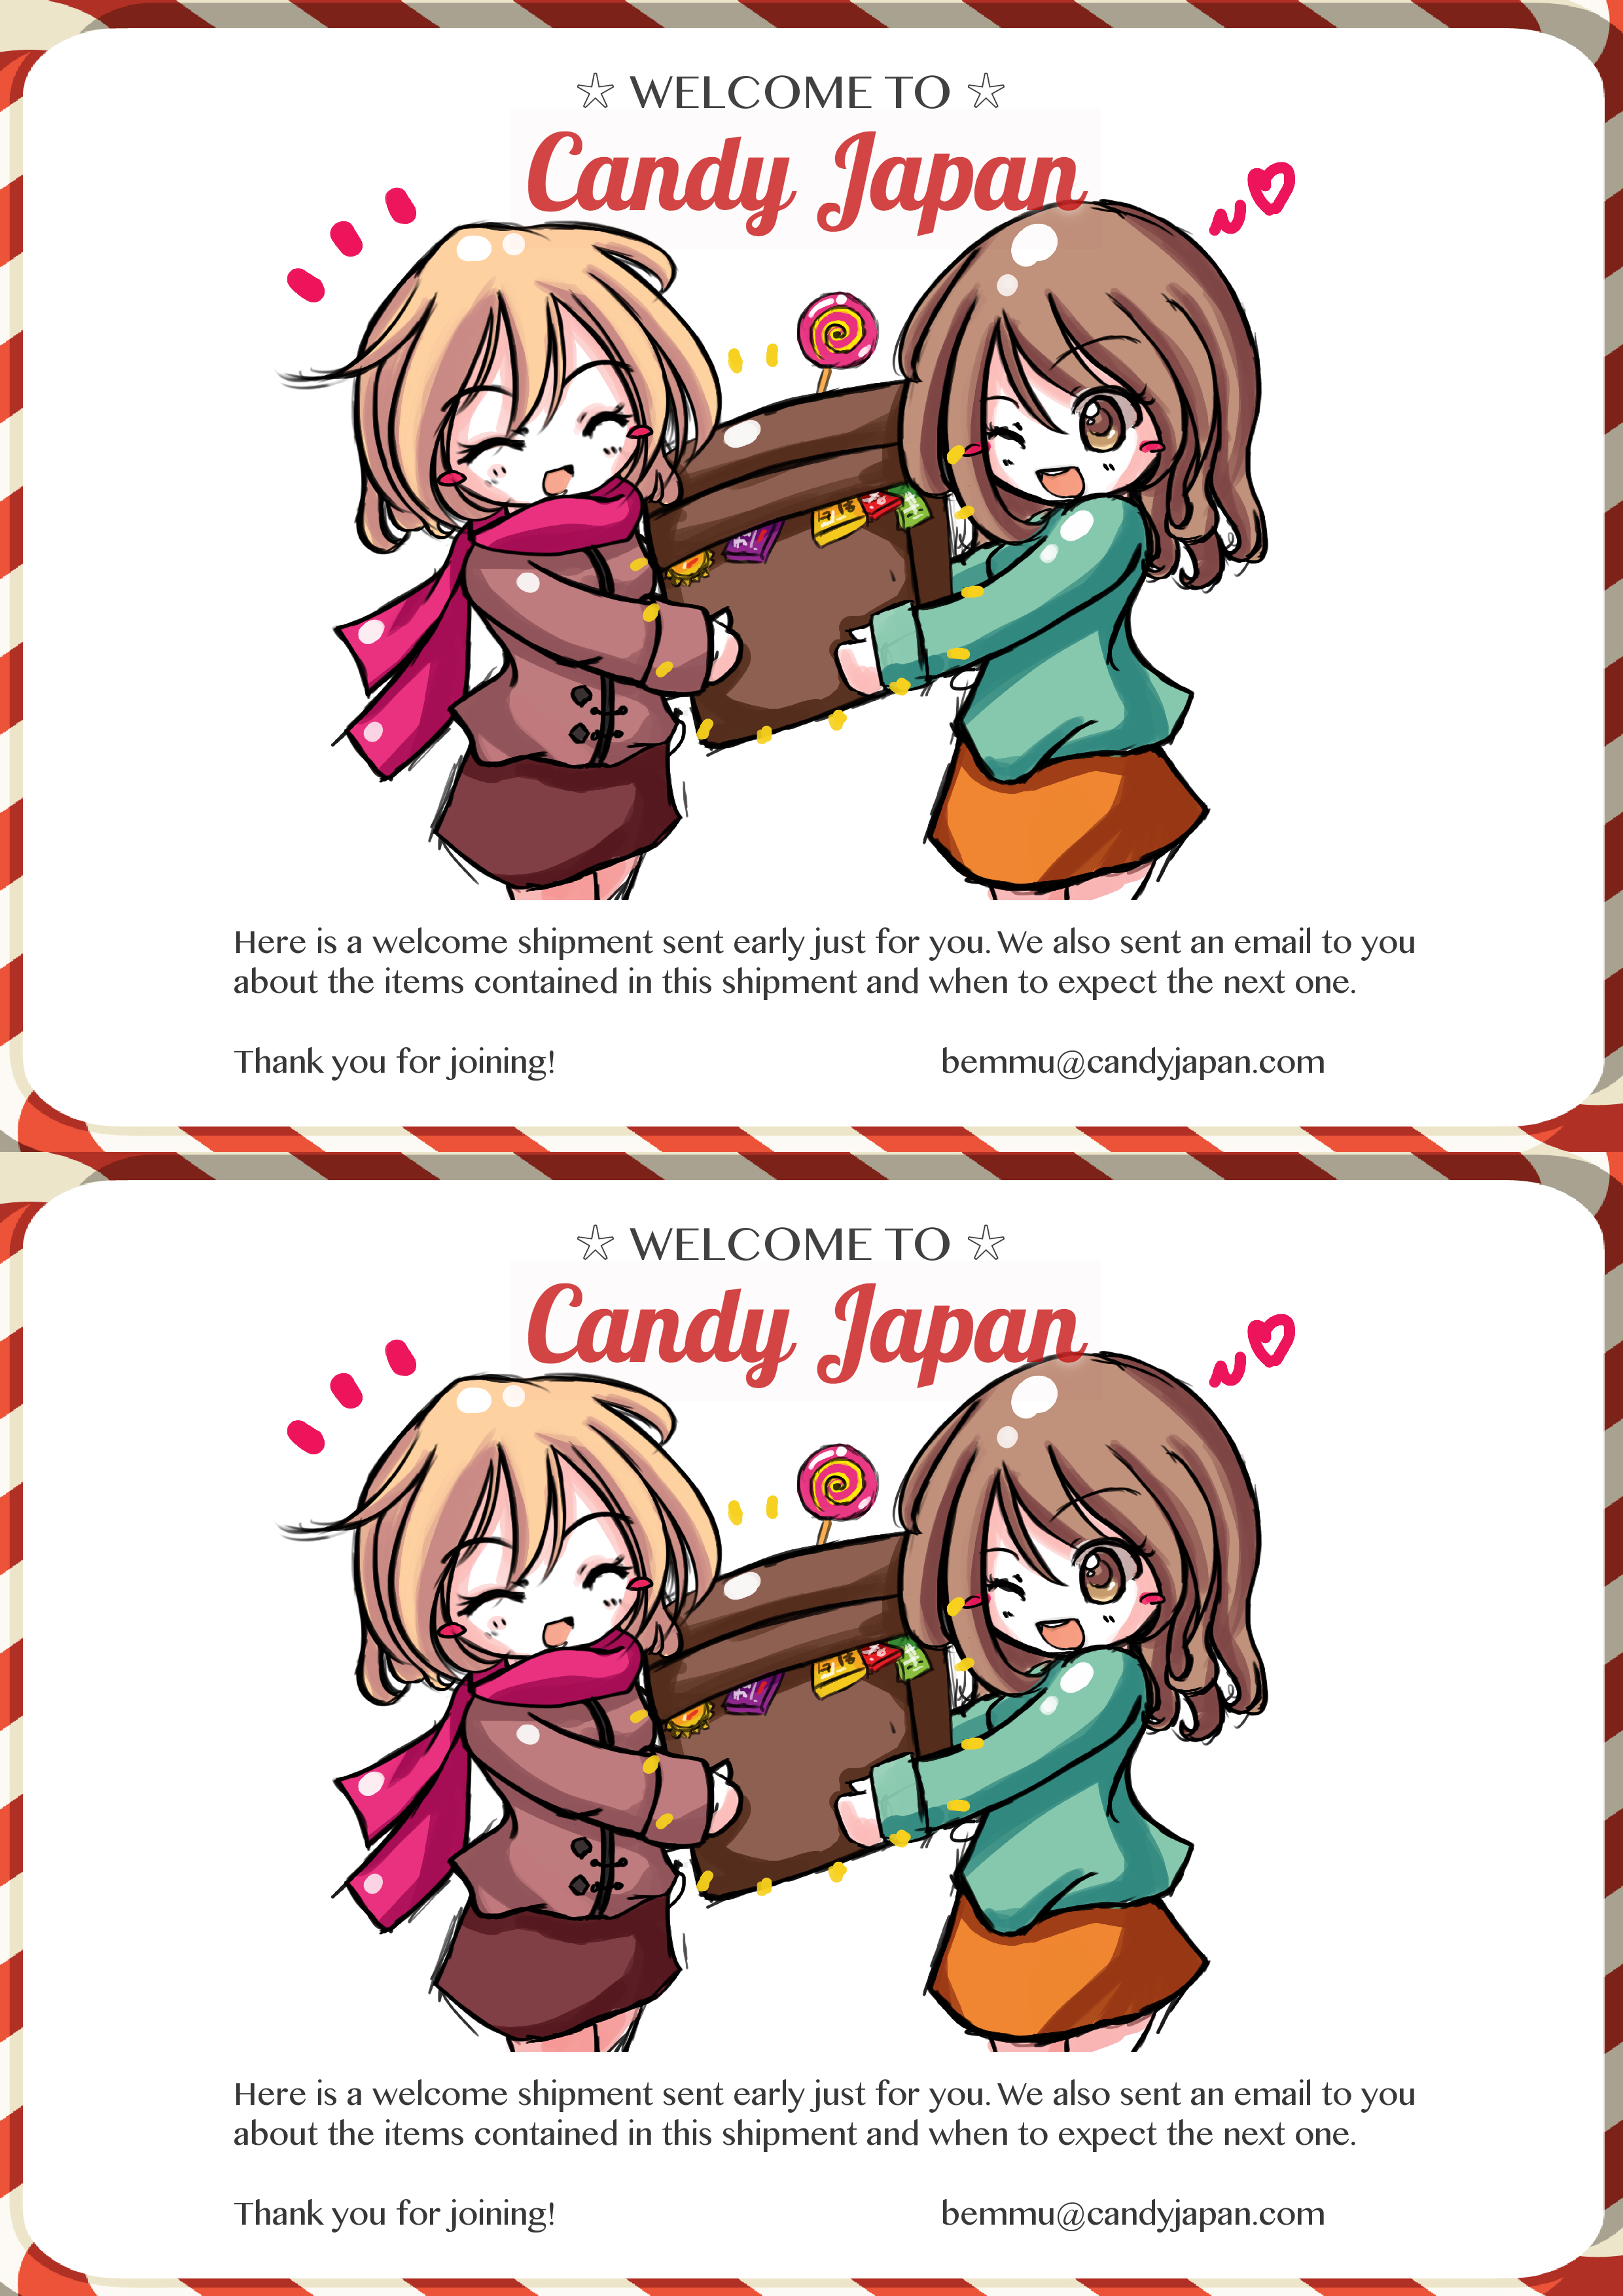 ☆ WELCOME TO ☆
Candy Japan
Here is a welcome shipment sent early just for you. We also sent an email to you
about the items contained in this shipment and when to expect the next one.
Thank you for joining!
bemmu@candyjapan.com
☆ WELCOME TO ☆
Candy Japan
Here is a welcome shipment sent early just for you. We also sent an email to you
about the items contained in this shipment and when to expect the next one.
Thank you for joining!
bemmu@candyjapan.com